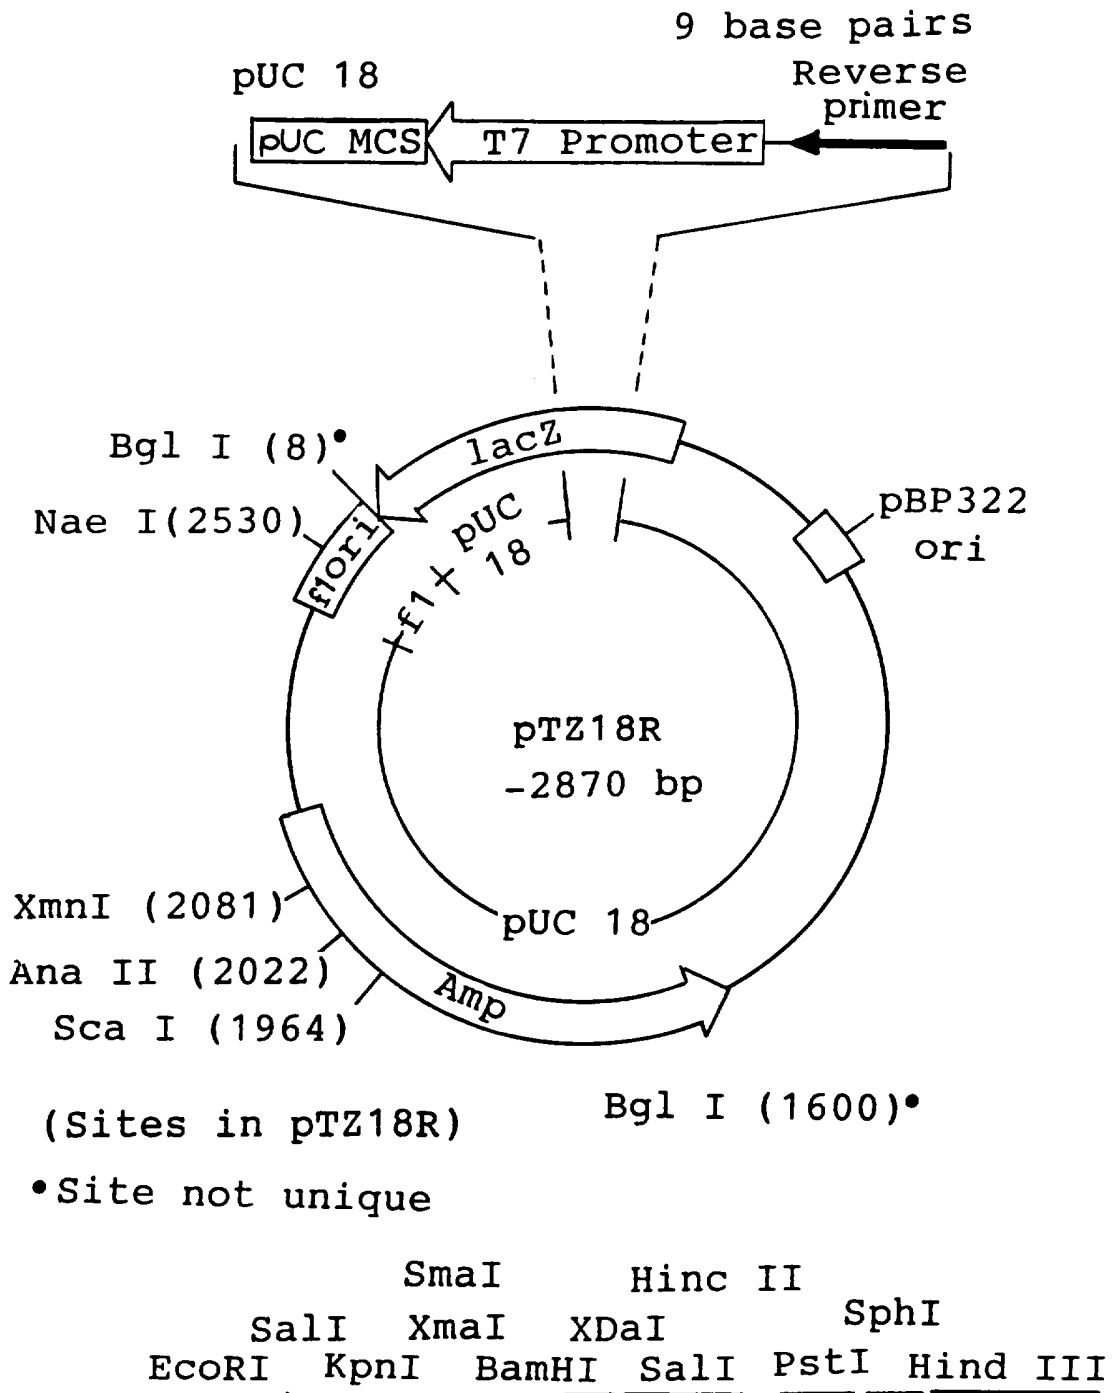 9 base pairs
pUC 18
Reverse
primer
pUC MCS
T7 Promoter
lacZ
Bgl I (8)•
Nae I(2530)
f1ori
pUC
18
f1
pBP322
ori
pTZ18R
-2870 bp
XmnI (2081)
pUC 18
Ana II (2022)
Amp
Sca I (1964)
Bgl I (1600)•
(Sites in pTZ18R)
•Site not unique
SmaI Hinc II
SalI XmaI XDaI SphI
EcoRI KpnI BamHI SalI PstI Hind III